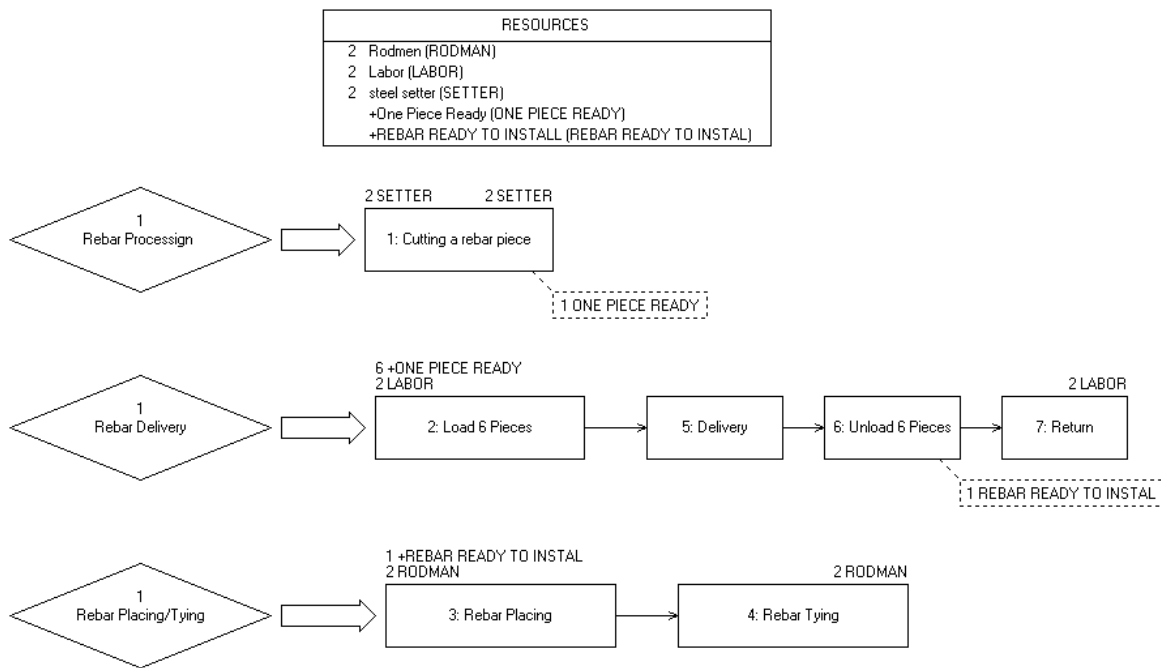 RESOURCES
2 Rodmen (RODMAN)
2 Labor (LABOR)
2 steel setter (SETTER)
+One Piece Ready (ONE PIECE READY)
+REBAR READY TO INSTALL (REBAR READY TO INSTAL)
1
Rebar Processign
2 SETTER 2 SETTER
1: Cutting a rebar piece
1 ONE PIECE READY
1
Rebar Delivery
6 +ONE PIECE READY
2 LABOR
2: Load 6 Pieces
5: Delivery
6: Unload 6 Pieces
2 LABOR
7: Return
1 REBAR READY TO INSTAL
1
Rebar Placing/Tying
1 +REBAR READY TO INSTAL
2 RODMAN
3: Rebar Placing
2 RODMAN
4: Rebar Tying